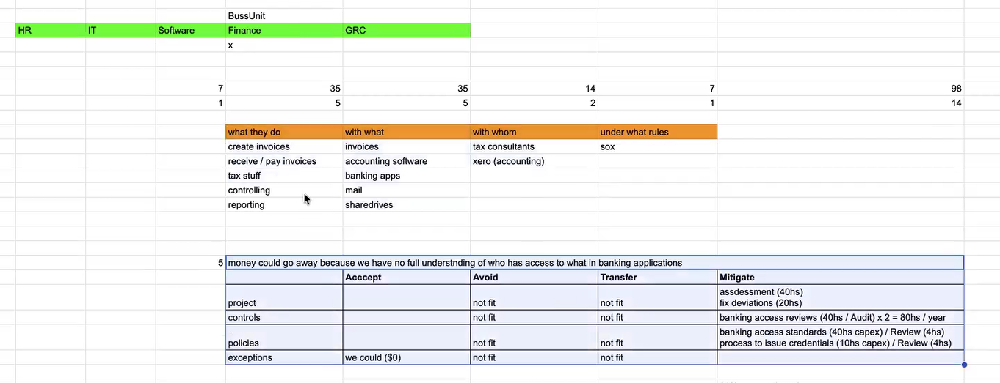 BussUnit
HR IT Software Finance GRC
x
7 35 35 14 7 98
1 5 5 2 1 14
what they do with what with whom under what rules
create invoices invoices tax consultants sox
receive / pay invoices accounting software xero (accounting)
tax stuff banking apps
controlling mail
reporting sharedrives
5 money could go away because we have no full understnding of who has access to what in banking applications
Acccept Avoid Transfer Mitigate
assdessment (40hs)
project not fit not fit fix deviations (20hs)
controls not fit not fit banking access reviews (40hs / Audit) x 2 = 80hs / year
banking access standards (40hs capex) / Review (4hs)
policies not fit not fit process to issue credentials (10hs capex) / Review (4hs)
exceptions we could ($0) not fit not fit